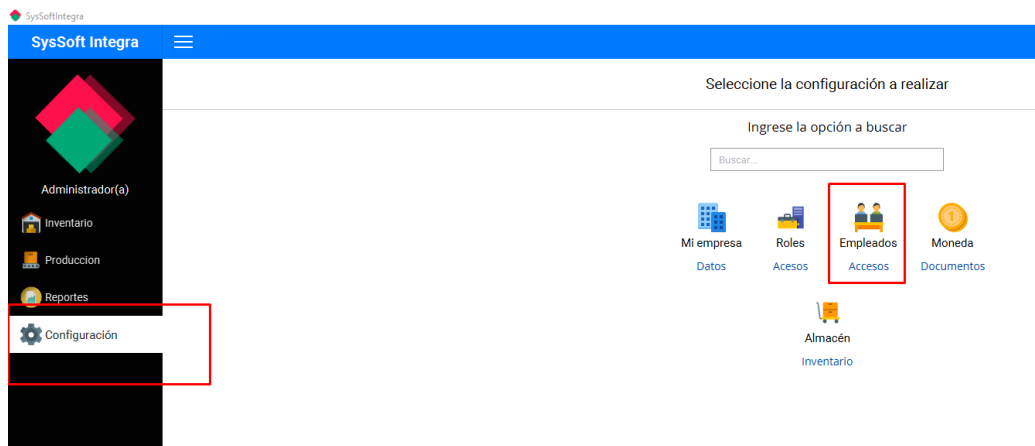 SysSoftIntegra
SysSoft Integra
Seleccione la configuración a realizar
Ingrese la opción a buscar
Buscar...
Administrador(a)
Inventario
Produccion
Reportes
Configuración
1
Mi empresa
Datos
Roles
Acesos
Empleados
Accesos
Moneda
Documentos
Almacén
Inventario